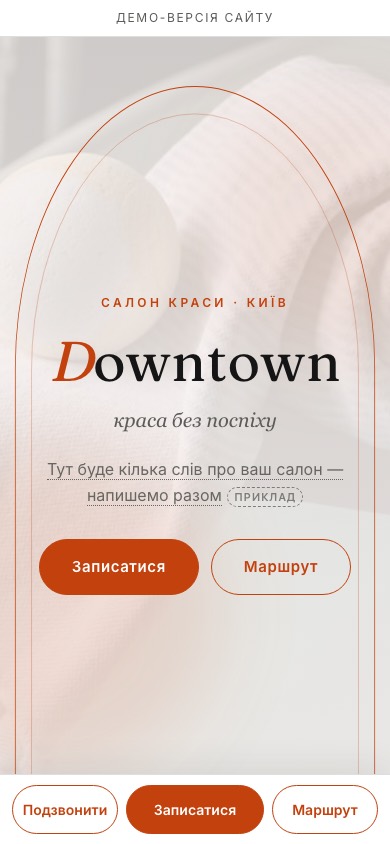 ДЕМО-ВЕРСІЯ САЙТУ
САЛОН КРАСИ · КИЇВ
Downtown
краса без поспіху
Тут буде кілька слів про ваш салон —
напишемо разом ПРИКЛАД
Записатися Маршрут
Подзвонити Записатися Маршрут